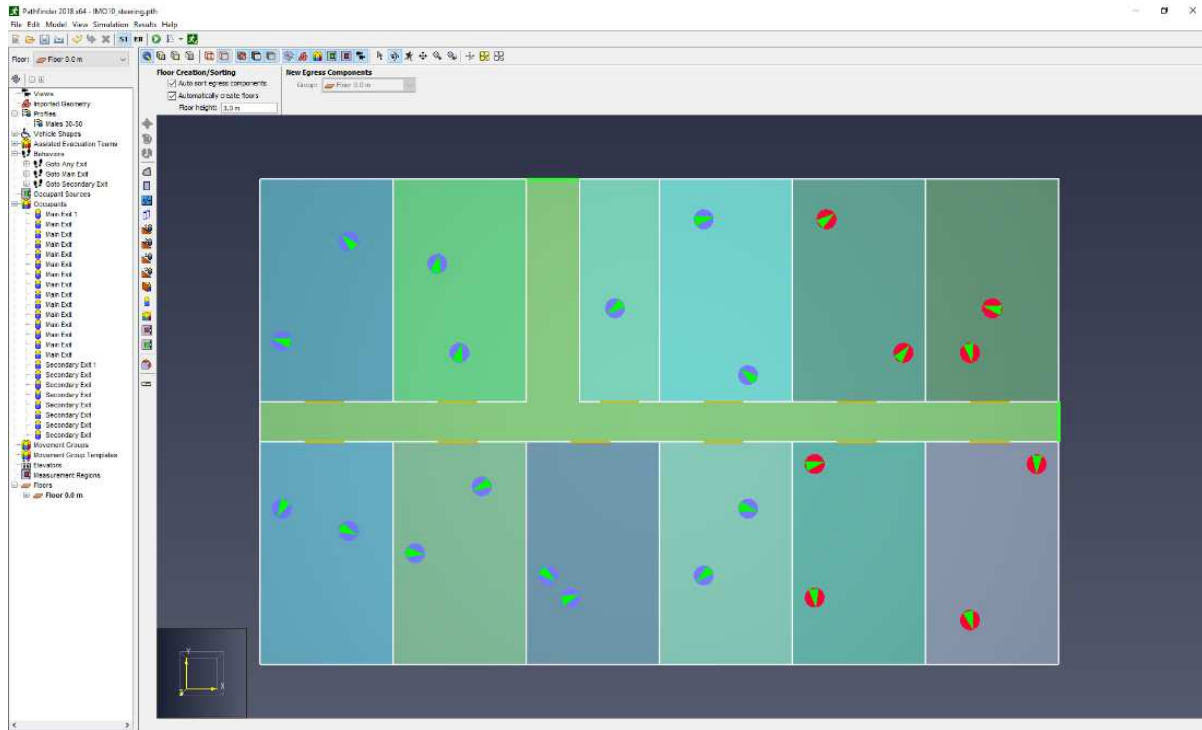 Pathfinder 2018 x64 - IMO10_steering.pth
File Edit Model View Simulation Results Help
Floor: Floor 0.0 m
Floor Creation/Sorting
Auto sort egress components
Automatically create floors
Floor height: 3.0 m
New Egress Components
Group: Floor 0.0 m
Views
Imported Geometry
Profiles
Males 30-50
Vehicle Shapes
Assisted Evacuation Teams
Behaviors
Goto Any Exit
Goto Main Exit
Goto Secondary Exit
Occupant Sources
Occupants
Main Exit 1
Main Exit
Main Exit
Main Exit
Main Exit
Main Exit
Main Exit
Main Exit
Main Exit
Main Exit
Main Exit
Main Exit
Main Exit
Main Exit
Main Exit
Secondary Exit 1
Secondary Exit
Secondary Exit
Secondary Exit
Secondary Exit
Secondary Exit
Secondary Exit
Secondary Exit
Movement Groups
Movement Group Templates
Elevators
Measurement Regions
Floors
Floor 0.0 m
Y
X